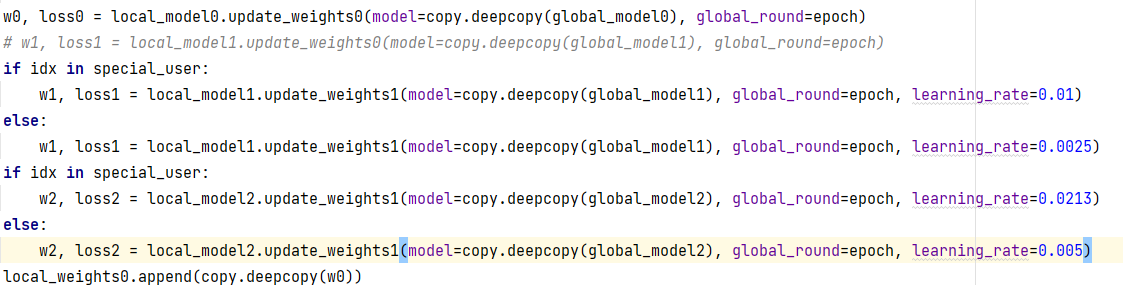 w0, loss0 = local_model0.update_weights0(model=copy.deepcopy(global_model0), global_round=epoch)
# w1, loss1 = local_model1.update_weights0(model=copy.deepcopy(global_model1), global_round=epoch)
if idx in special_user:
    w1, loss1 = local_model1.update_weights1(model=copy.deepcopy(global_model1), global_round=epoch, learning_rate=0.01)
else:
    w1, loss1 = local_model1.update_weights1(model=copy.deepcopy(global_model1), global_round=epoch, learning_rate=0.0025)
if idx in special_user:
    w2, loss2 = local_model2.update_weights1(model=copy.deepcopy(global_model2), global_round=epoch, learning_rate=0.0213)
else:
    w2, loss2 = local_model2.update_weights1(model=copy.deepcopy(global_model2), global_round=epoch, learning_rate=0.005)
local_weights0.append(copy.deepcopy(w0))